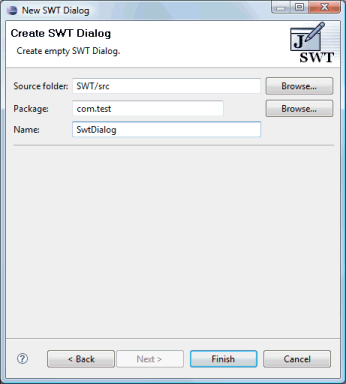 New SWT Dialog
Create SWT Dialog
Create empty SWT Dialog.
J
SWT
Source folder: SWT/src Browse...
Package: com.test Browse...
Name: SwtDialog
? < Back Next > Finish Cancel